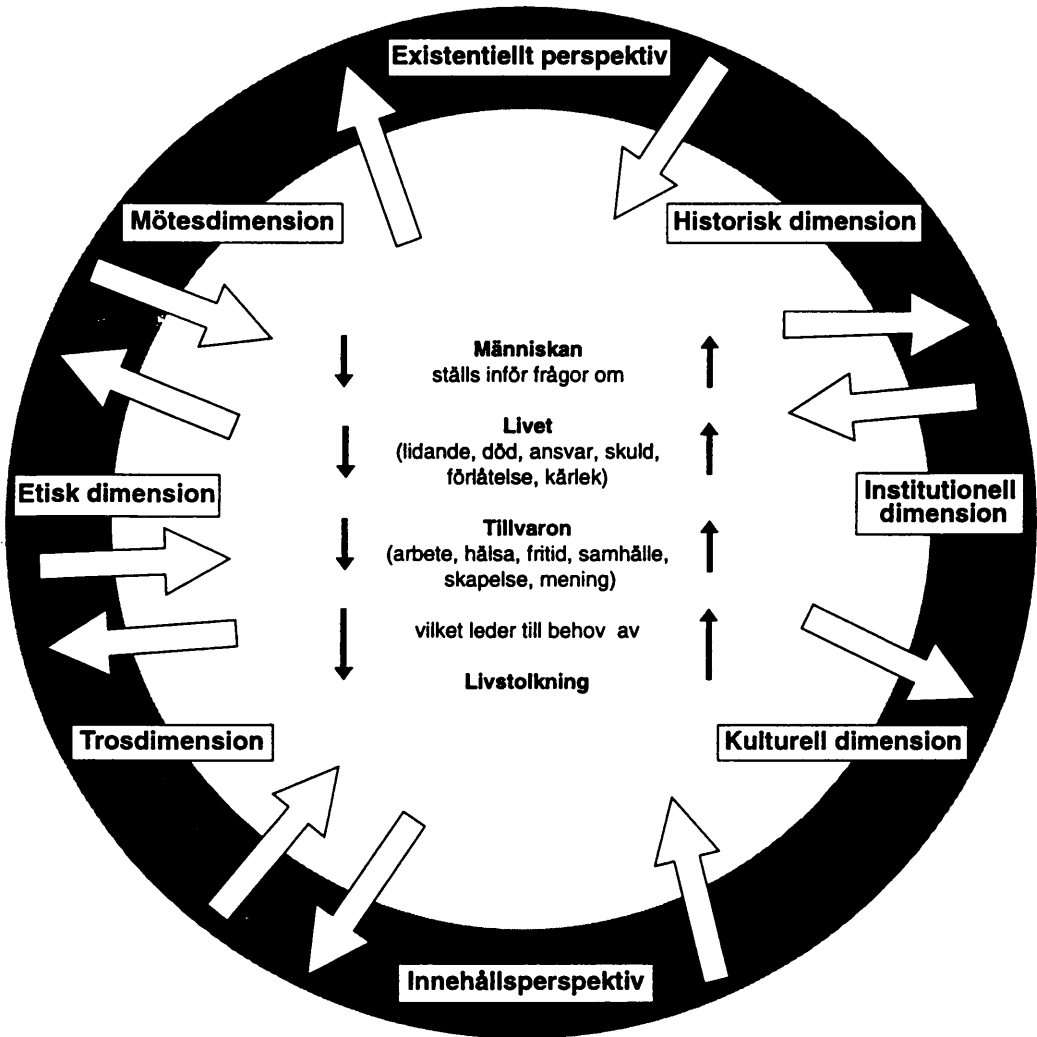 Existentiellt perspektiv
Mötesdimension
Historisk dimension
Människan
ställs inför frågor om
Livet
(lidande, död, ansvar, skuld,
förlåtelse, kärlek)
Etisk dimension
Institutionell
dimension
Tillvaron
(arbete, hälsa, fritid, samhälle,
skapelse, mening)
vilket leder till behov av
Livstolkning
Trosdimension
Kulturell dimension
Innehållsperspektiv